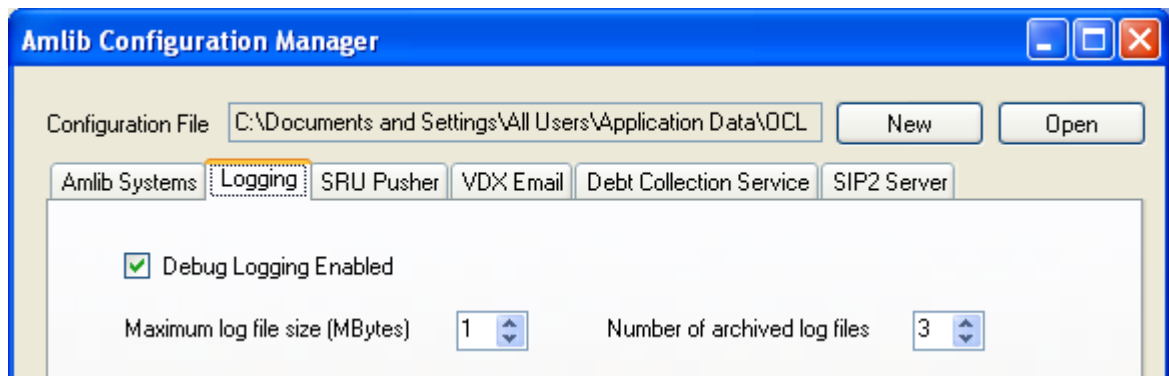 Amlib Configuration Manager
Configuration File C:\Documents and Settings\All Users\Application Data\OCL New Open
Amlib Systems Logging SRU Pusher VDX Email Debt Collection Service SIP2 Server
Debug Logging Enabled
Maximum log file size (MBytes) 1 Number of archived log files 3